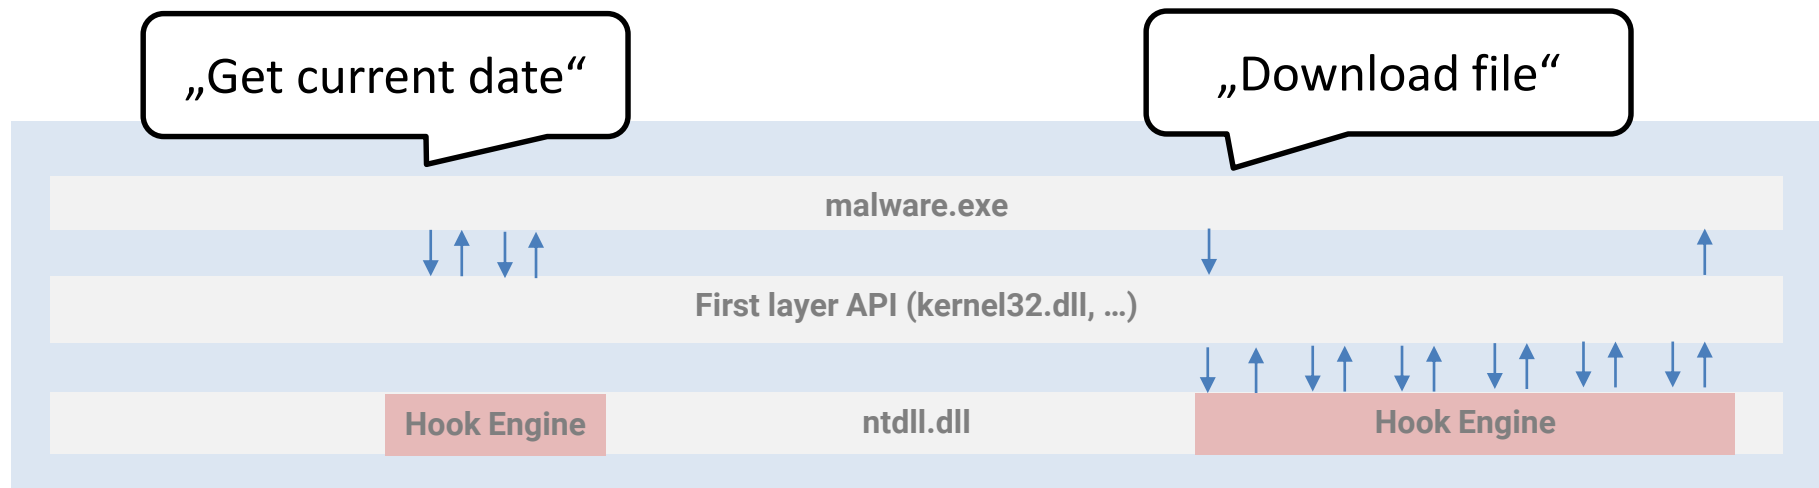 „Get current date“
„Download file“
malware.exe
First layer API (kernel32.dll, …)
Hook Engine
ntdll.dll
Hook Engine